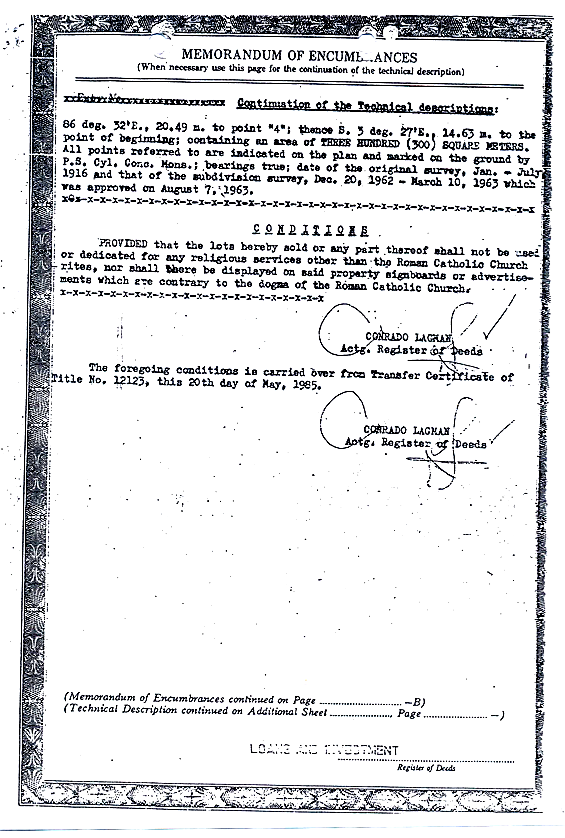 MEMORANDUM OF ENCUMBRANCES
(When necessary use this page for the continuation of the technical description)
Continuation of the Technical descriptions:
86 deg. 32'E., 20.49 m. to point "4"; thence S. 3 deg. 27'E., 14.63 m. to the
point of beginning; containing an area of THREE HUNDRED (300) SQUARE METERS.
All points referred to are indicated on the plan and marked on the ground by
P.S. Cyl. Conc. Mons.; bearings true; date of the original survey, Jan. - July
1916 and that of the subdivision survey, Dec. 20, 1962 - March 10, 1963 which
was approved on August 7, 1963.
x-x-x-x-x-x-x-x-x-x-x-x-x-x-x-x-x-x-x-x-x-x-x-x-x-x-x-x-x-x-x-x-x-x-x-x-x
C O N D I T I O N S
PROVIDED that the lots hereby sold or any part thereof shall not be used
or dedicated for any religious services other than the Roman Catholic Church
rites, nor shall there be displayed on said property signboards or advertise-
ments which are contrary to the dogma of the Roman Catholic Church.
x-x-x-x-x-x-x-x-x-x-x-x-x-x-x-x-x-x-x-x-x
CONRADO LAGMAN
Actg. Register of Deeds
The foregoing conditions is carried over from Transfer Certificate of
Title No. 12123, this 20th day of May, 1985.
CONRADO LAGMAN
Actg. Register of Deeds
(Memorandum of Encumbrances continued on Page ........................ —B)
(Technical Description continued on Additional Sheet .................., Page .................. —)
LOANS AND INVESTMENT
Register of Deeds